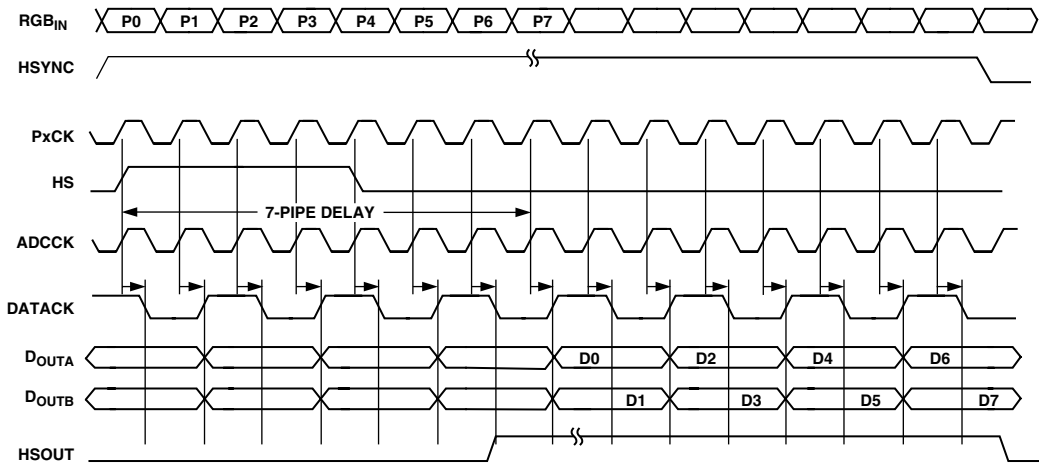 RGBIN P0 P1 P2 P3 P4 P5 P6 P7
HSYNC
PxCK
HS
7-PIPE DELAY
ADCCK
DATACK
DOUTA D0 D2 D4 D6
DOUTB D1 D3 D5 D7
HSOUT